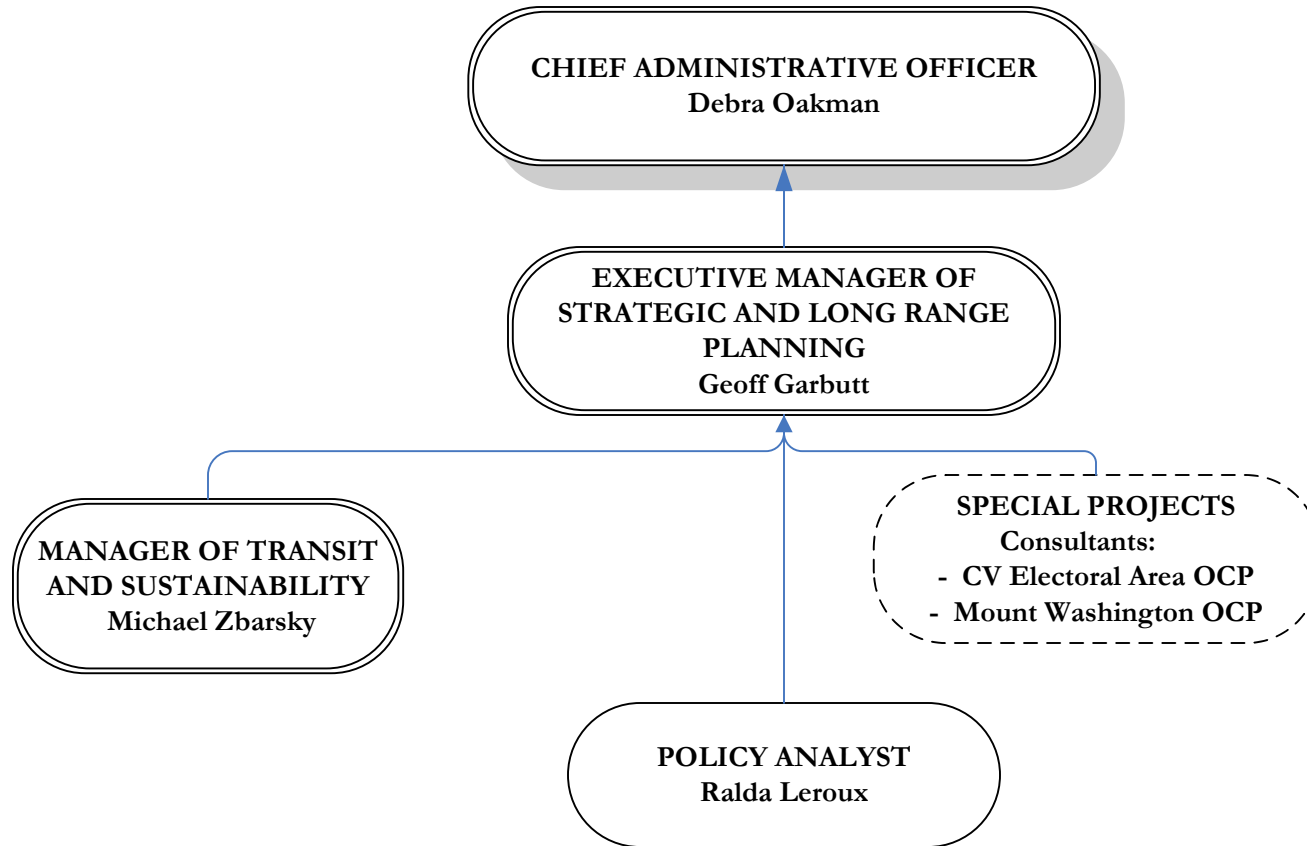 CHIEF ADMINISTRATIVE OFFICER
Debra Oakman
EXECUTIVE MANAGER OF
STRATEGIC AND LONG RANGE
PLANNING
Geoff Garbutt
MANAGER OF TRANSIT
AND SUSTAINABILITY
Michael Zbarsky
SPECIAL PROJECTS
Consultants:
- CV Electoral Area OCP
- Mount Washington OCP
POLICY ANALYST
Ralda Leroux